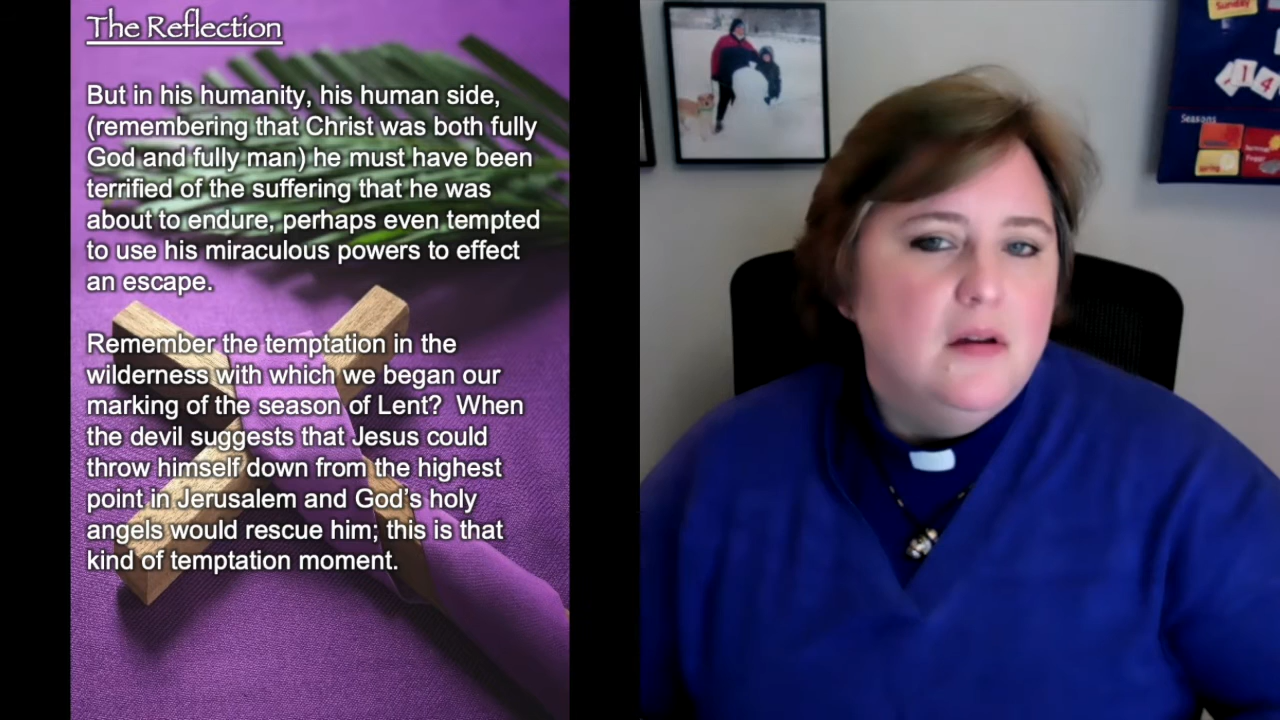 The Reflection
But in his humanity, his human side,
(remembering that Christ was both fully
God and fully man) he must have been
terrified of the suffering that he was
about to endure, perhaps even tempted
to use his miraculous powers to effect
an escape.
Remember the temptation in the
wilderness with which we began our
marking of the season of Lent?  When
the devil suggests that Jesus could
throw himself down from the highest
point in Jerusalem and God's holy
angels would rescue him; this is that
kind of temptation moment.
Sunday
14
Seasons